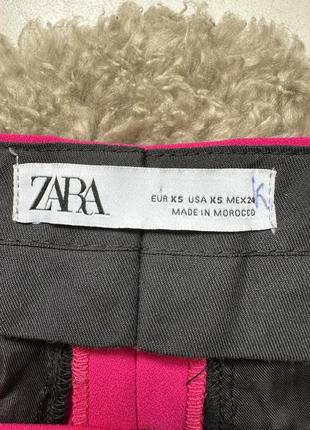 ZARA
EUR XS USA XS MEX 24
MADE IN MOROCCO
K